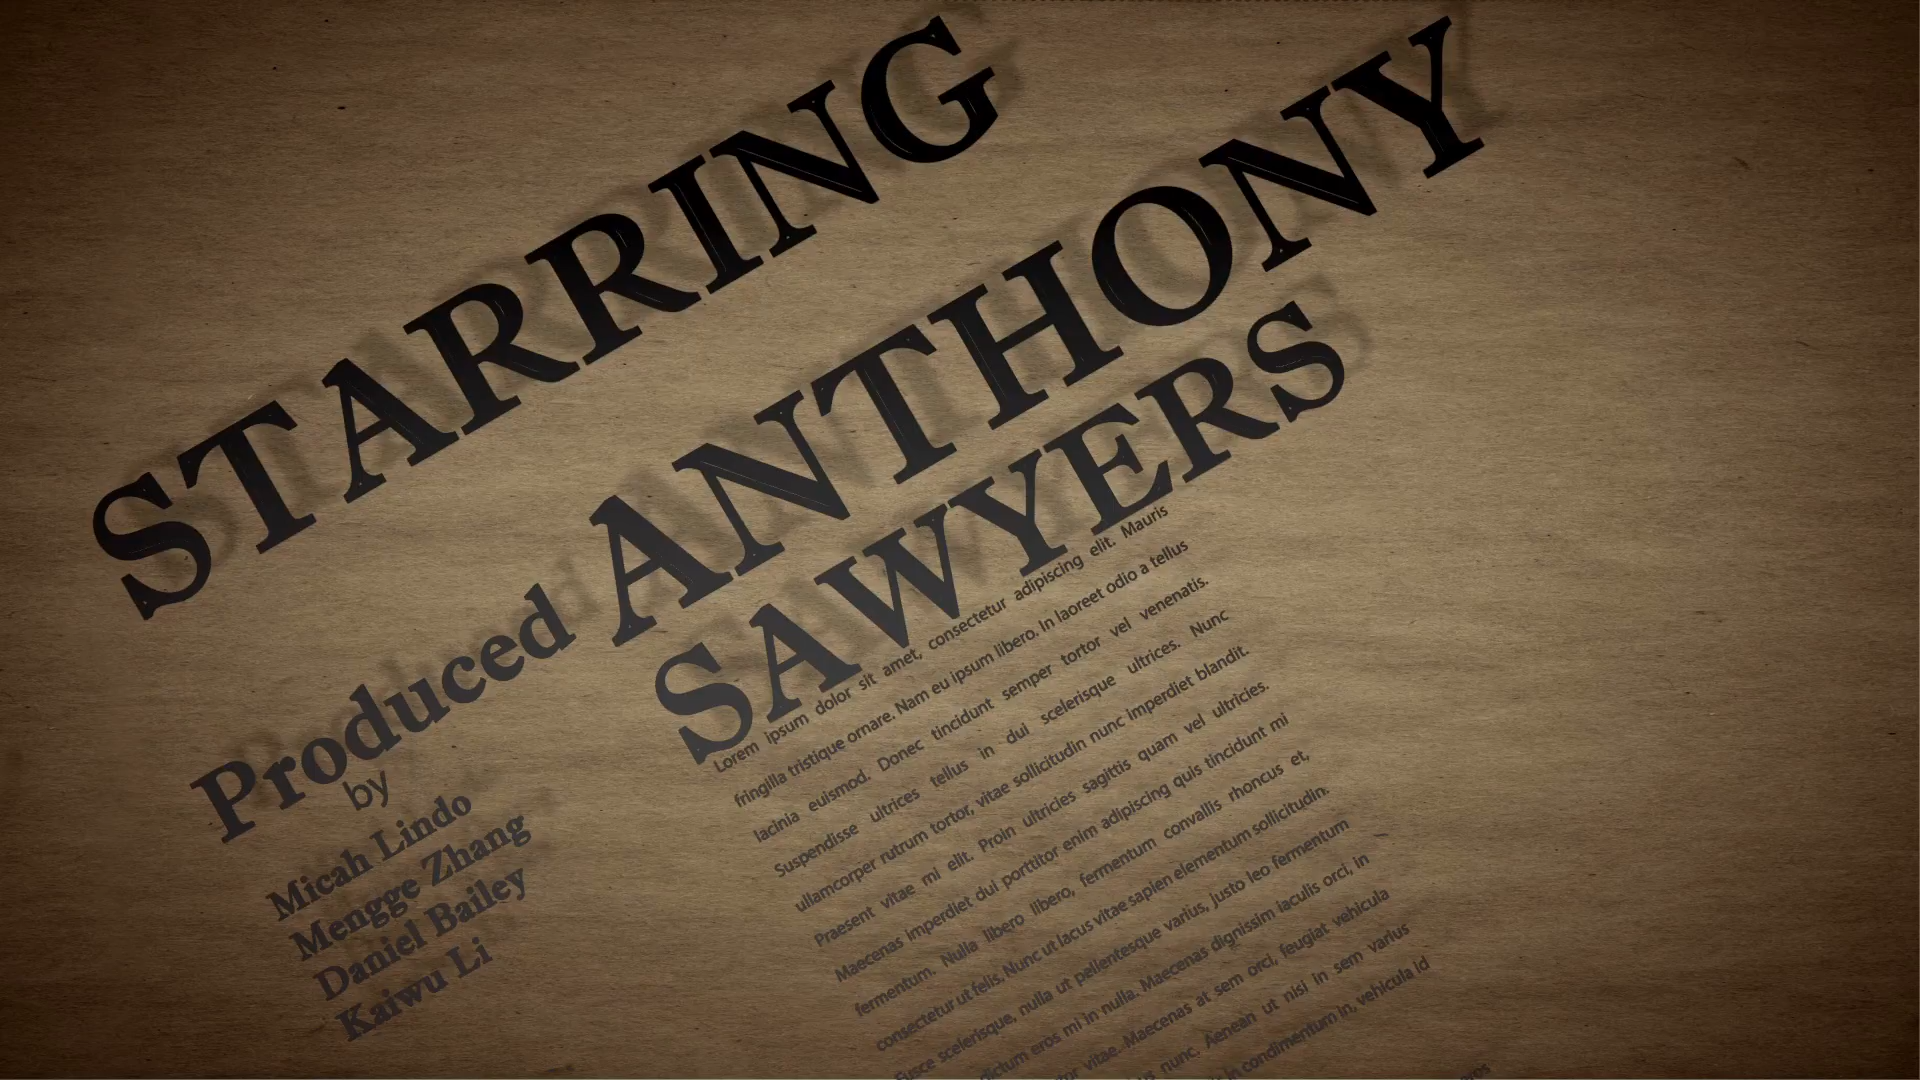 STARRING
ANTHONY
SAWYERS
Produced
by
Micah Lindo
Mengge Zhang
Daniel Bailey
Kaiwu Li
Lorem ipsum dolor sit amet, consectetur adipiscing elit. Mauris
fringilla tristique ornare. Nam eu ipsum libero. In laoreet odio a tellus
lacinia euismod. Donec tincidunt semper tortor vel venenatis.
Suspendisse ultrices tellus in dui scelerisque ultrices. Nunc
ullamcorper rutrum tortor, vitae sollicitudin nunc imperdiet blandit.
Praesent vitae mi elit. Proin ultricies sagittis quam vel ultricies.
Maecenas imperdiet dui porttitor enim adipiscing quis tincidunt mi
fermentum. Nulla libero libero, fermentum convallis rhoncus et,
consectetur ut felis. Nunc ut lacus vitae sapien elementum sollicitudin.
Fusce scelerisque, nulla ut pellentesque varius, justo leo fermentum
dictum eros mi in nulla. Maecenas dignissim iaculis orci, in
vitae. Maecenas at sem orci, feugiat vehicula
nunc. Aenean ut nisi in sem varius
in condimentum in, vehicula id